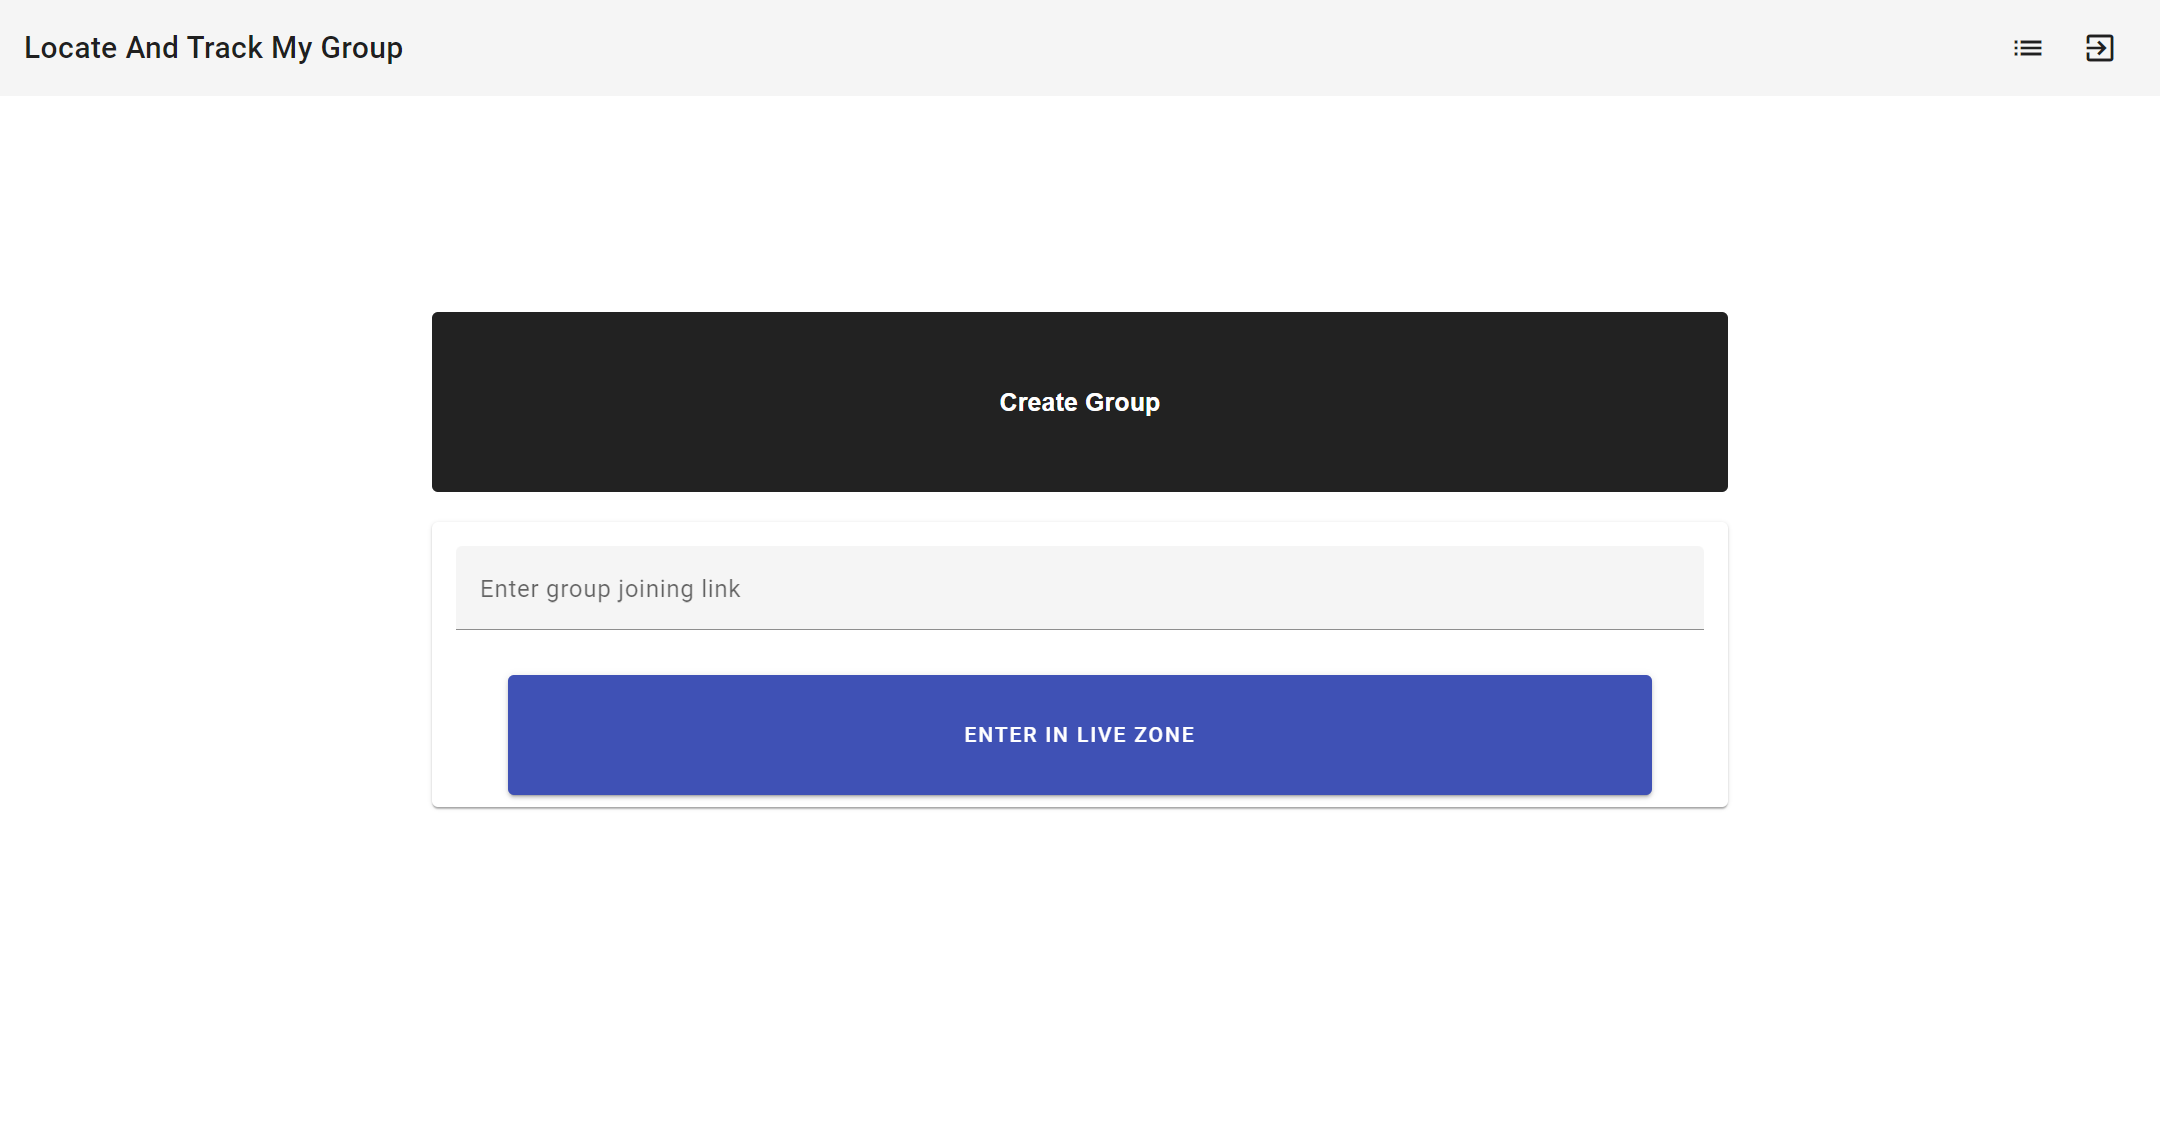 Locate And Track My Group
Create Group
Enter group joining link
ENTER IN LIVE ZONE